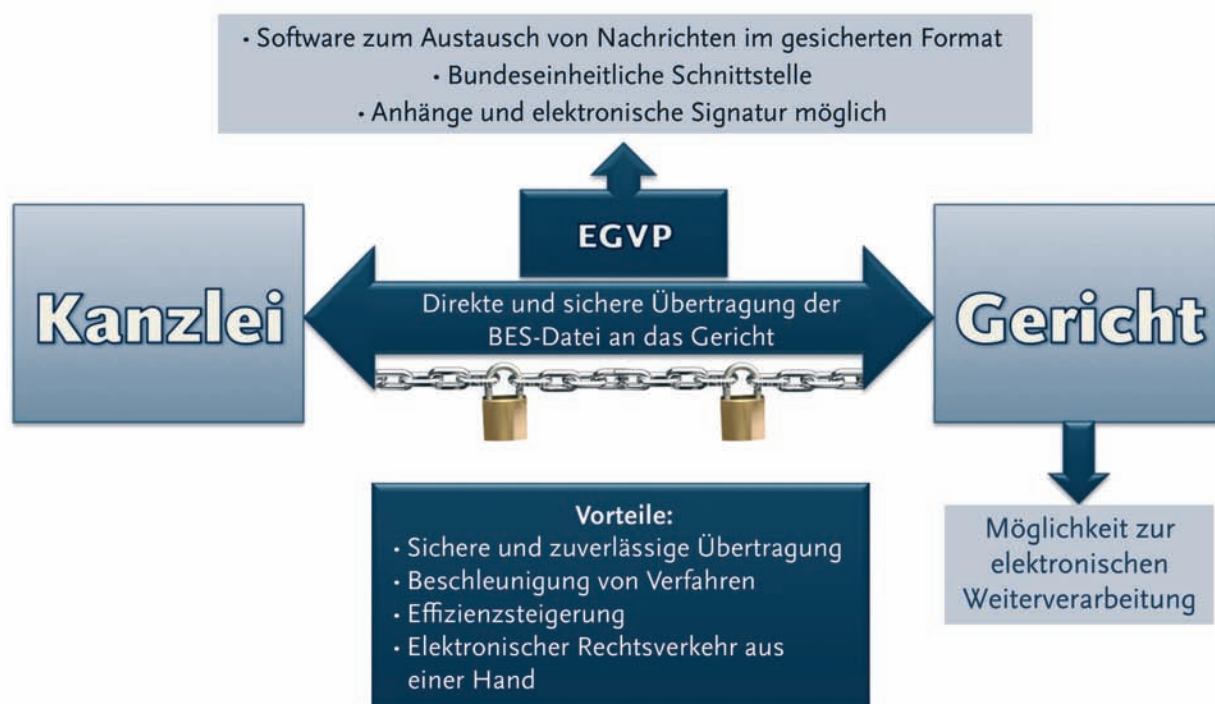 • Software zum Austausch von Nachrichten im gesicherten Format
• Bundeseinheitliche Schnittstelle
• Anhänge und elektronische Signatur möglich
EGVP
Kanzlei
Direkte und sichere Übertragung der
BES-Datei an das Gericht
Gericht
Vorteile:
• Sichere und zuverlässige Übertragung
• Beschleunigung von Verfahren
• Effizienzsteigerung
• Elektronischer Rechtsverkehr aus
einer Hand
Möglichkeit zur
elektronischen
Weiterverarbeitung